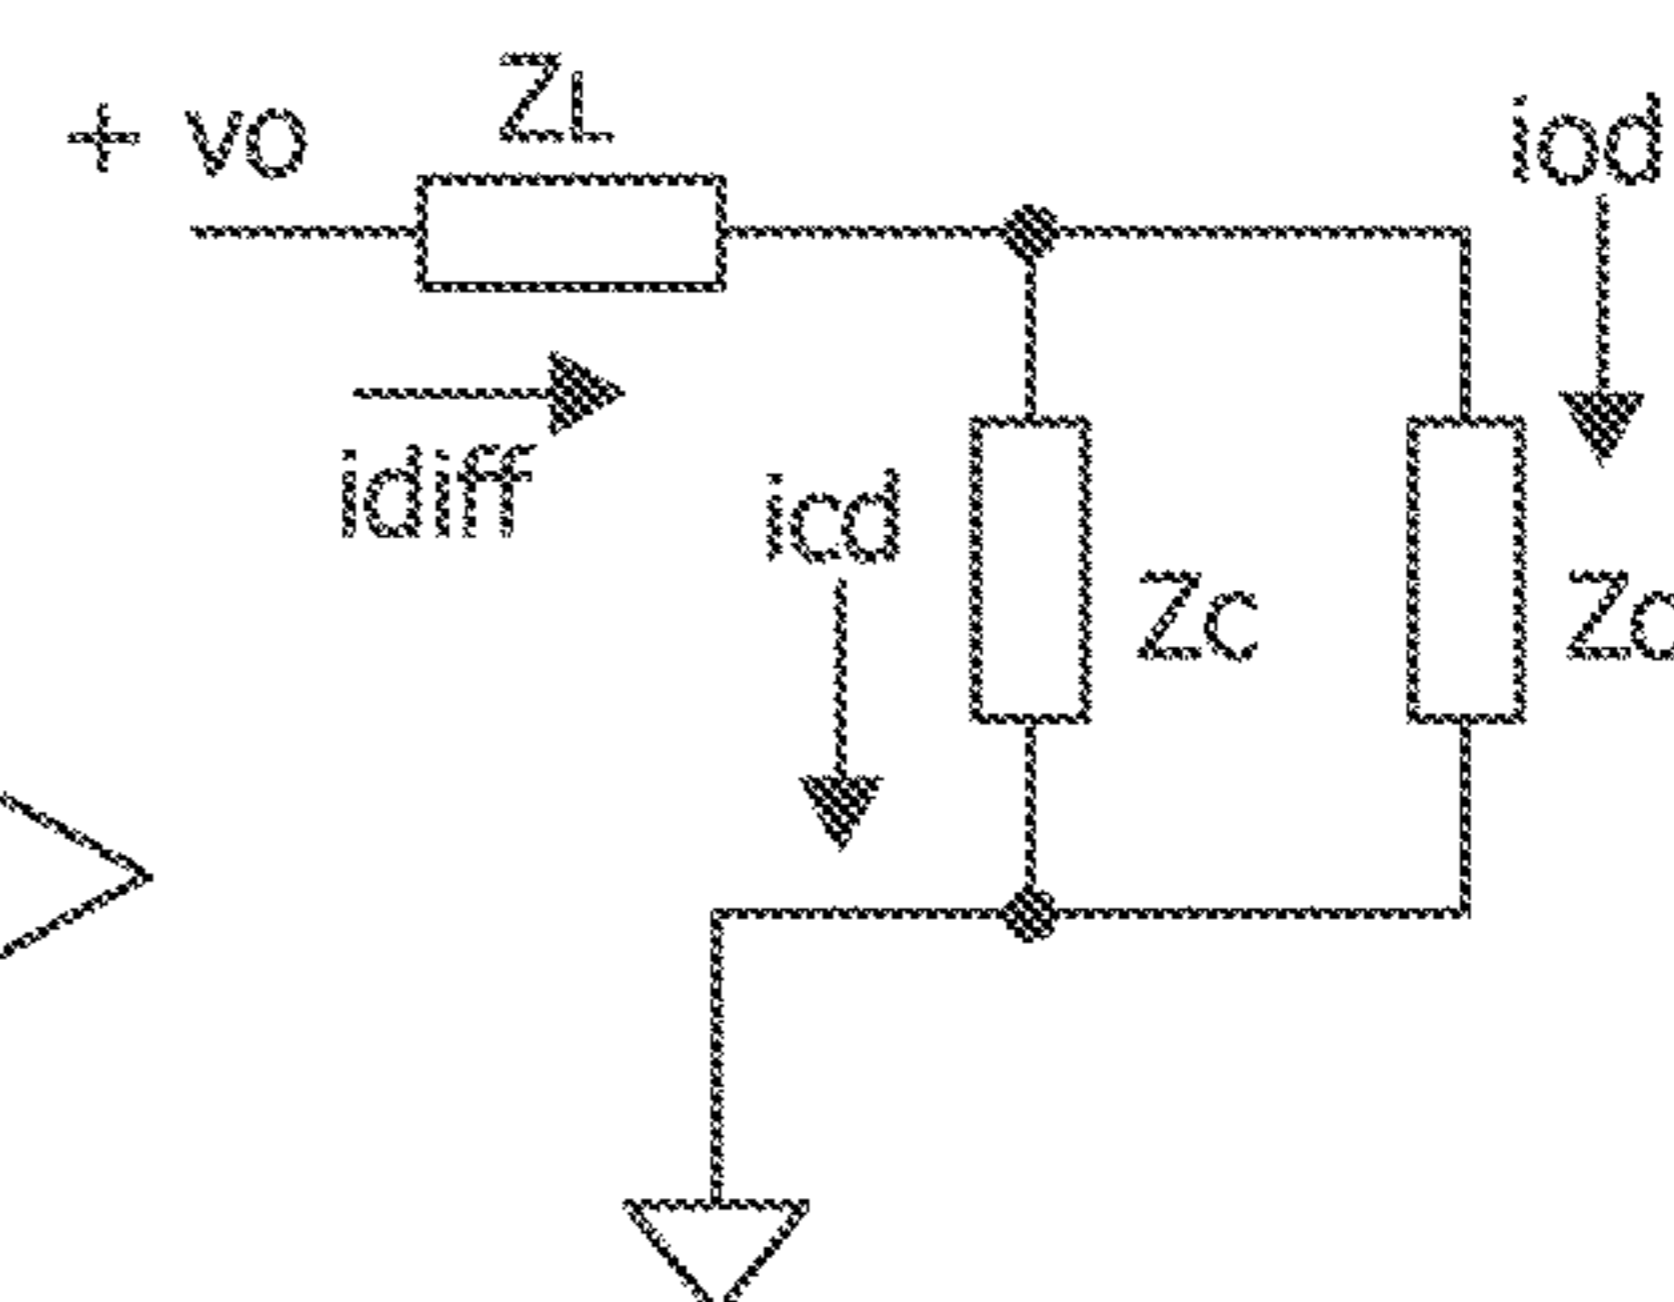 + vo
ZL
iod
idiff
icd
Zc